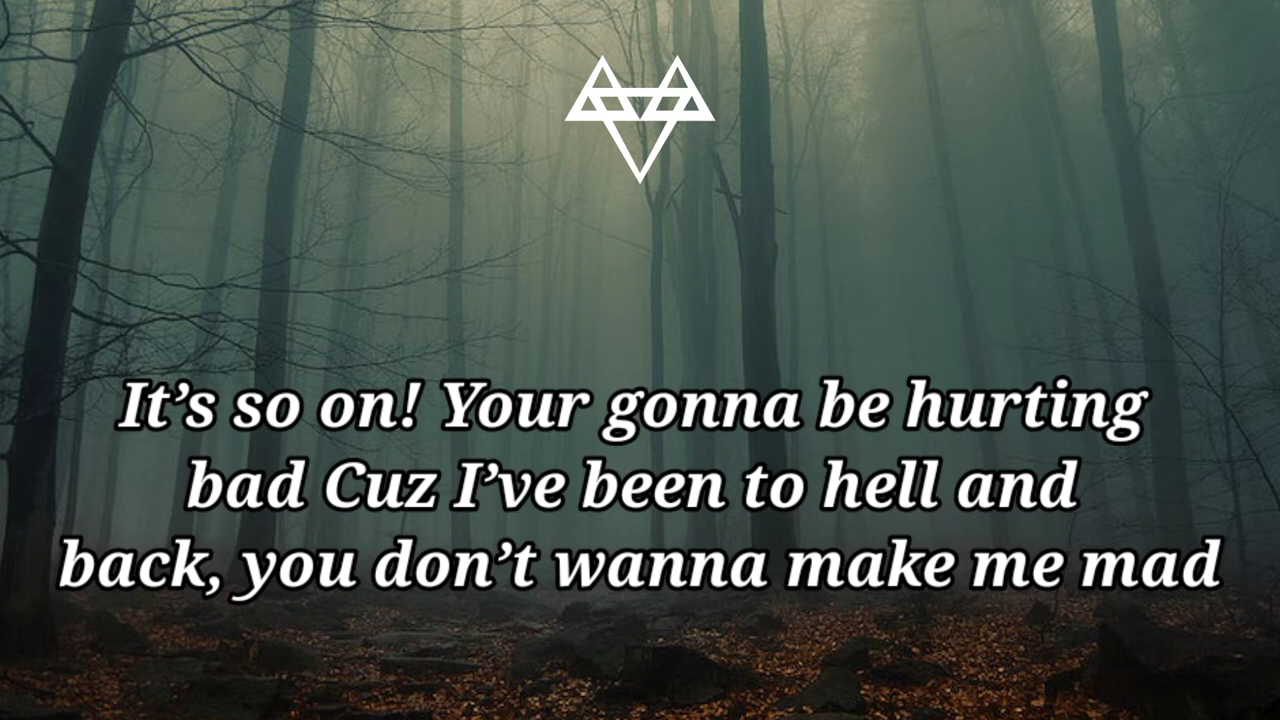 It’s so on! Your gonna be hurting
bad Cuz I’ve been to hell and
back, you don’t wanna make me mad